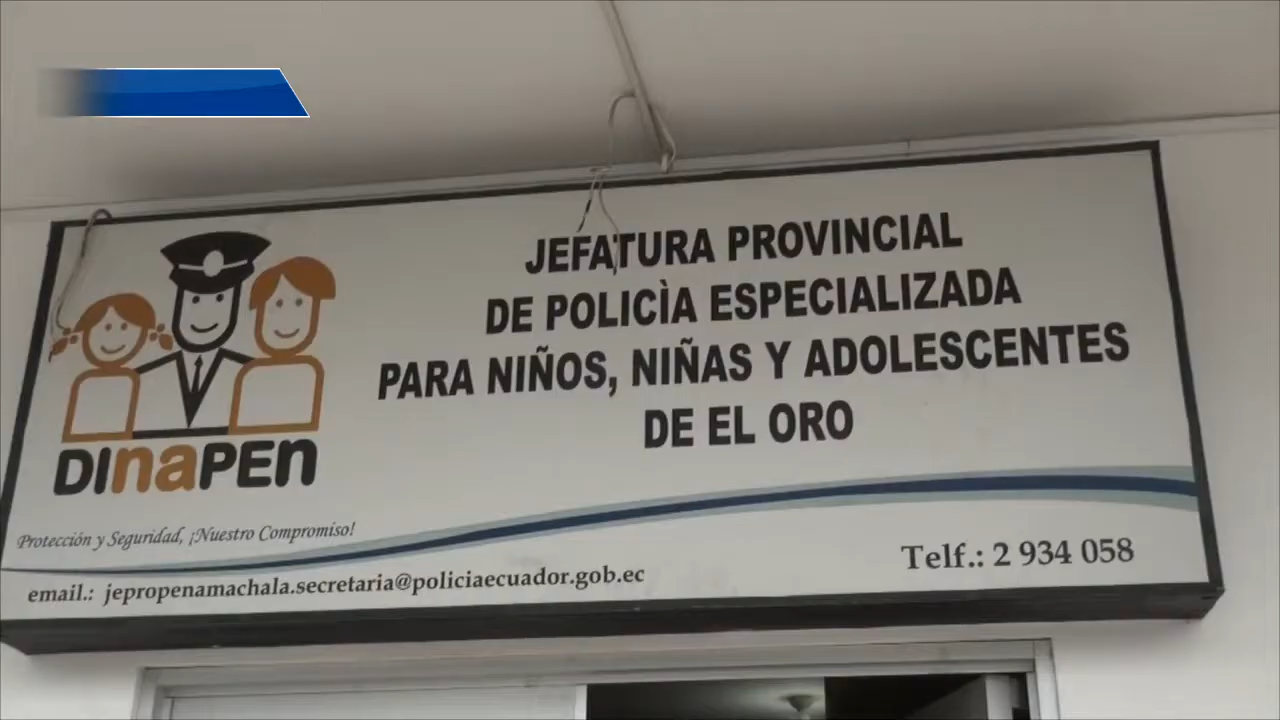 JEFATURA PROVINCIAL
DE POLICÌA ESPECIALIZADA
PARA NIÑOS, NIÑAS Y ADOLESCENTES
DE EL ORO
DInaPEn
Protección y Seguridad, ¡Nuestro Compromiso!
email.: jepropenamachala.secretaria@policiaecuador.gob.ec
Telf.: 2 934 058